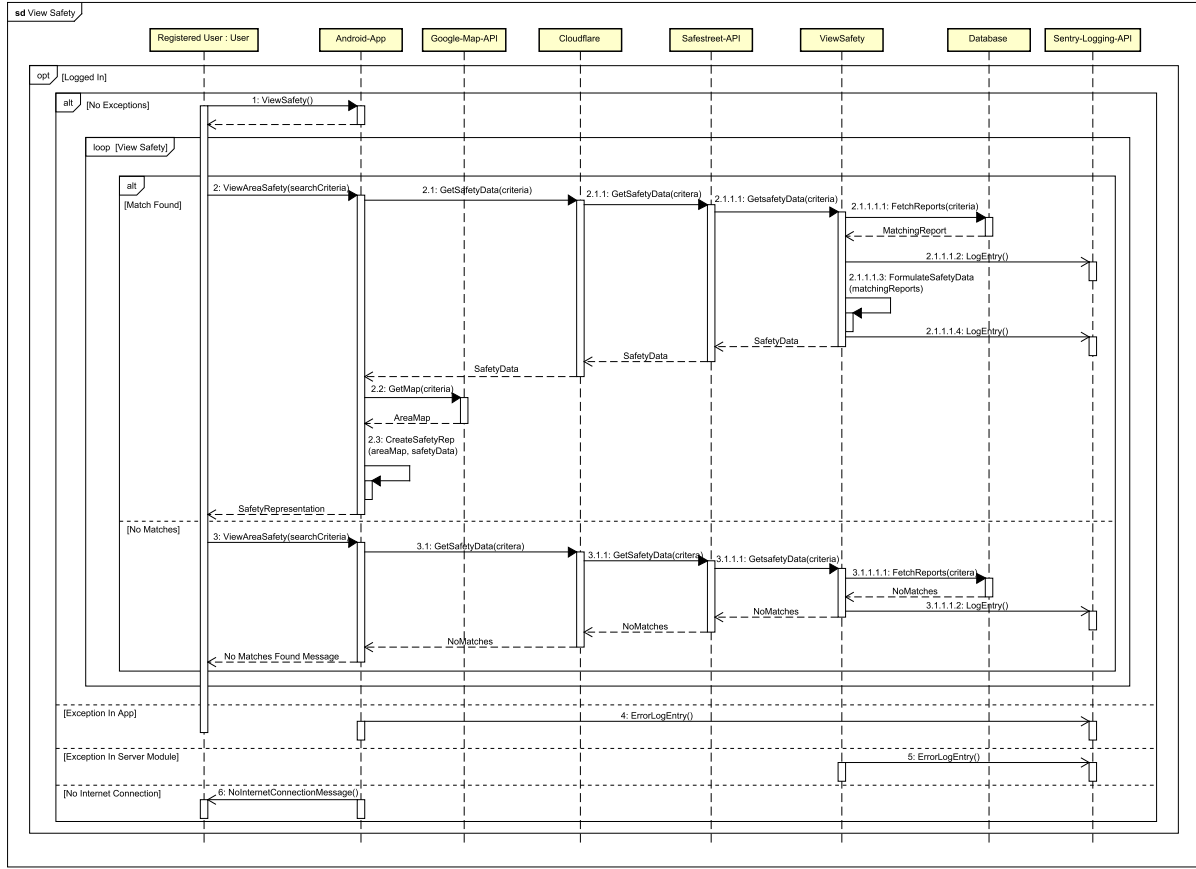 sd View Safety
Registered User : User
Android-App
Google-Map-API
Cloudflare
Safestreet-API
ViewSafety
Database
Sentry-Logging-API
opt
[Logged In]
alt
[No Exceptions]
1: ViewSafety()
loop [View Safety]
alt
[Match Found]
2: ViewAreaSafety(searchCriteria)
2.1: GetSafetyData(criteria)
2.1.1: GetSafetyData(critera)
2.1.1.1: GetsafetyData(criteria)
2.1.1.1.1: FetchReports(criteria)
MatchingReport
2.1.1.1.2: LogEntry()
2.1.1.1.3: FormulateSafetyData
(matchingReports)
2.1.1.1.4: LogEntry()
SafetyData
SafetyData
SafetyData
2.2: GetMap(criteria)
AreaMap
2.3: CreateSafetyRep
(areaMap, safetyData)
SafetyRepresentation
[No Matches]
3: ViewAreaSafety(searchCriteria)
3.1: GetSafetyData(critera)
3.1.1: GetSafetyData(critera)
3.1.1.1: GetsafetyData(criteria)
3.1.1.1.1: FetchReports(critera)
NoMatches
3.1.1.1.2: LogEntry()
NoMatches
NoMatches
NoMatches
No Matches Found Message
[Exception In App]
4: ErrorLogEntry()
[Exception In Server Module]
5: ErrorLogEntry()
[No Internet Connection]
6: NoInternetConnectionMessage()